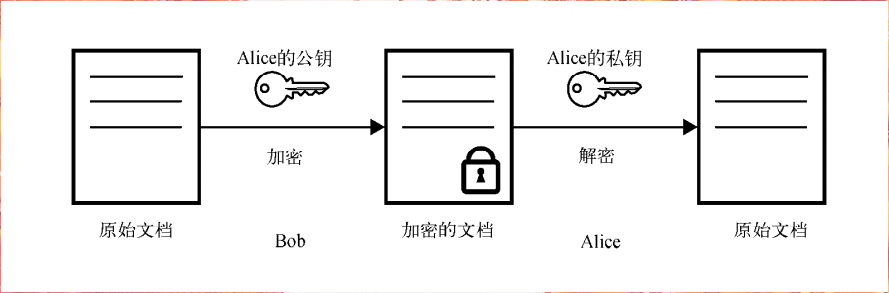 Alice的公钥
Alice的私钥
加密
解密
原始文档
加密的文档
原始文档
Bob
Alice